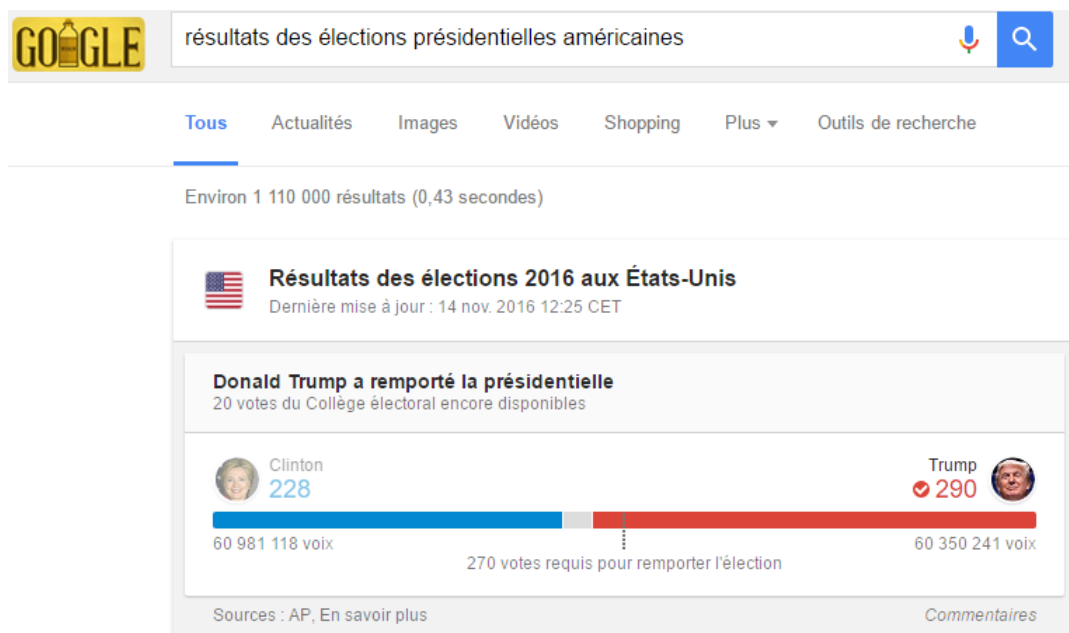 GOOGLE
résultats des élections présidentielles américaines
Tous Actualités Images Vidéos Shopping Plus Outils de recherche
Environ 1 110 000 résultats (0,43 secondes)
Résultats des élections 2016 aux États-Unis
Dernière mise à jour : 14 nov. 2016 12:25 CET
Donald Trump a remporté la présidentielle
20 votes du Collège électoral encore disponibles
Clinton Trump
228 290
60 981 118 voix 60 350 241 voix
270 votes requis pour remporter l'élection
Sources : AP, En savoir plus Commentaires